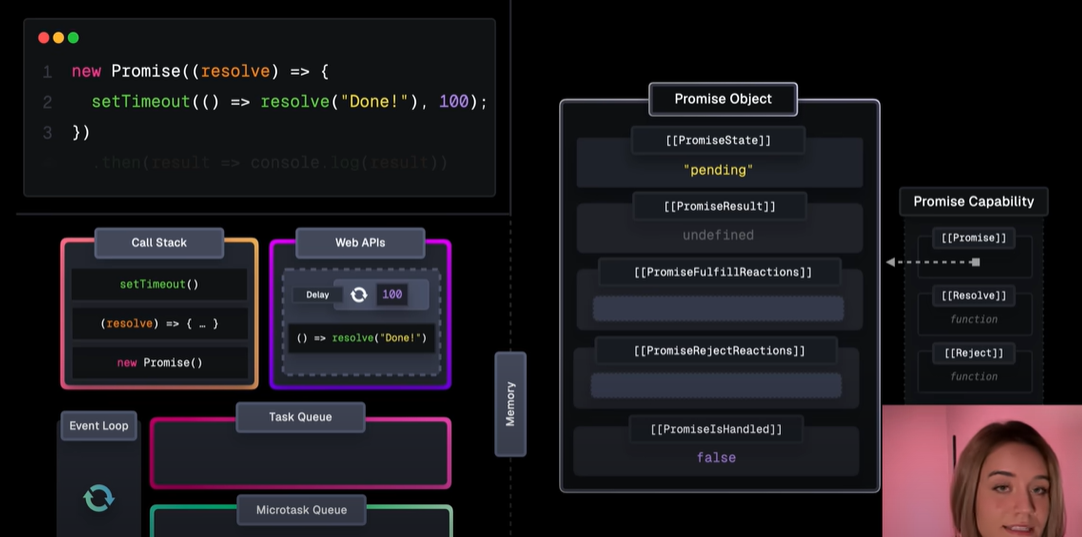 1 new Promise((resolve) => {
2 setTimeout(() => resolve("Done!"), 100);
3 })
.then(result => console.log(result))
Call Stack
setTimeout()
(resolve) => { … }
new Promise()
Web APIs
Delay 100
() => resolve("Done!")
Event Loop
Task Queue
Microtask Queue
Memory
Promise Object
[[PromiseState]]
"pending"
[[PromiseResult]]
undefined
[[PromiseFulfillReactions]]
[[PromiseRejectReactions]]
[[PromiseIsHandled]]
false
Promise Capability
[[Promise]]
[[Resolve]]
function
[[Reject]]
function